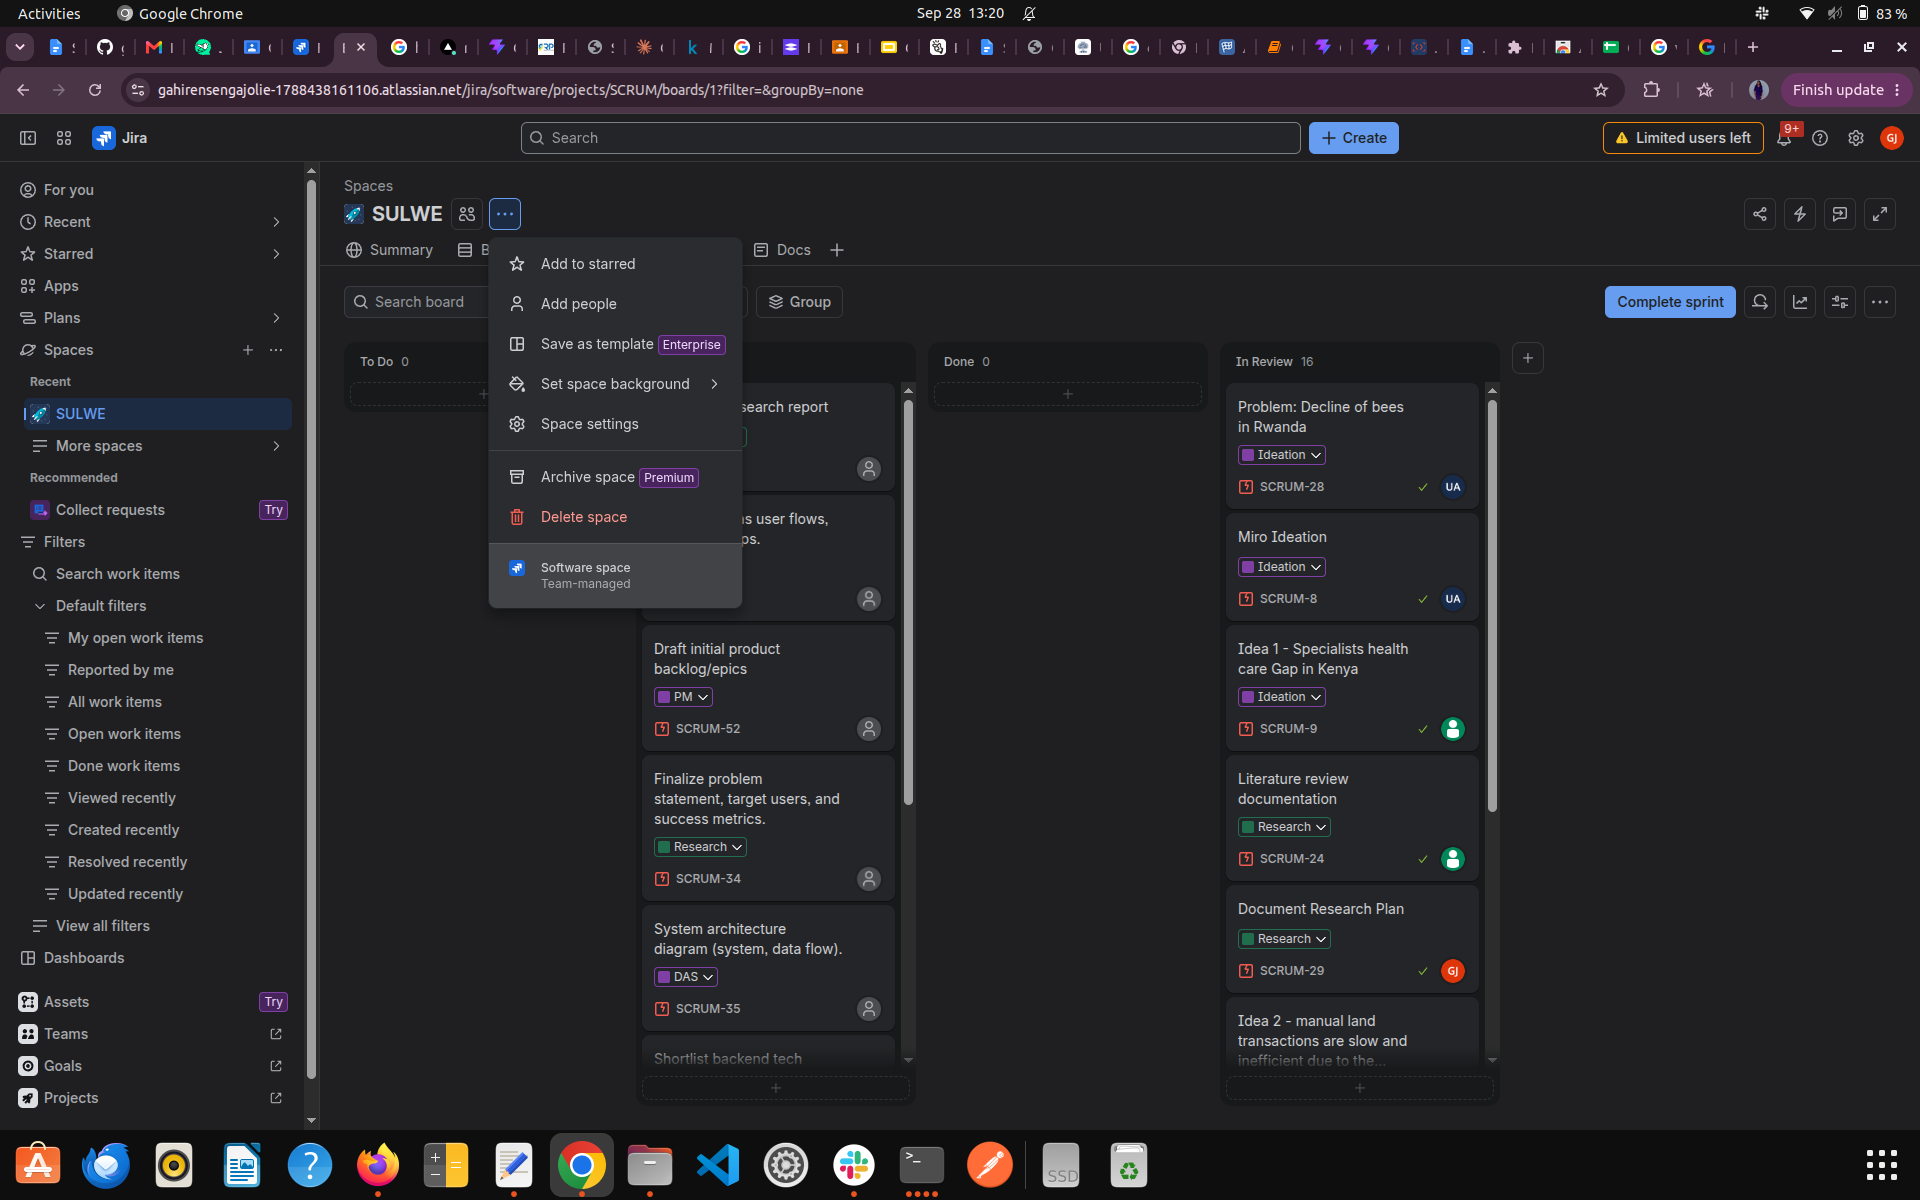 Activities
Google Chrome
Sep 28 13:20
83 %
gahirensengajolie-1788438161106.atlassian.net/jira/software/projects/SCRUM/boards/1?filter=&groupBy=none
Finish update
Jira
Search
Create
Limited users left
9+
GJ
For you
Recent
Starred
Apps
Plans
Spaces
Recent
SULWE
More spaces
Recommended
Collect requests
Try
Filters
Search work items
Default filters
My open work items
Reported by me
All work items
Open work items
Done work items
Viewed recently
Created recently
Resolved recently
Updated recently
View all filters
Dashboards
Assets
Try
Teams
Goals
Projects
Spaces
SULWE
Summary
B
Docs
Search board
Group
Complete sprint
Add to starred
Add people
Save as template Enterprise
Set space background
Space settings
Archive space Premium
Delete space
Software space
Team-managed
To Do 0
search report
user flows,
Draft initial product
backlog/epics
PM
SCRUM-52
Finalize problem
statement, target users, and
success metrics.
Research
SCRUM-34
System architecture
diagram (system, data flow).
DAS
SCRUM-35
Shortlist backend tech
Done 0
In Review 16
Problem: Decline of bees
in Rwanda
Ideation
SCRUM-28
UA
Miro Ideation
Ideation
SCRUM-8
UA
Idea 1 - Specialists health
care Gap in Kenya
Ideation
SCRUM-9
Literature review
documentation
Research
SCRUM-24
Document Research Plan
Research
SCRUM-29
GJ
Idea 2 - manual land
transactions are slow and
inefficient due to the...
SSD